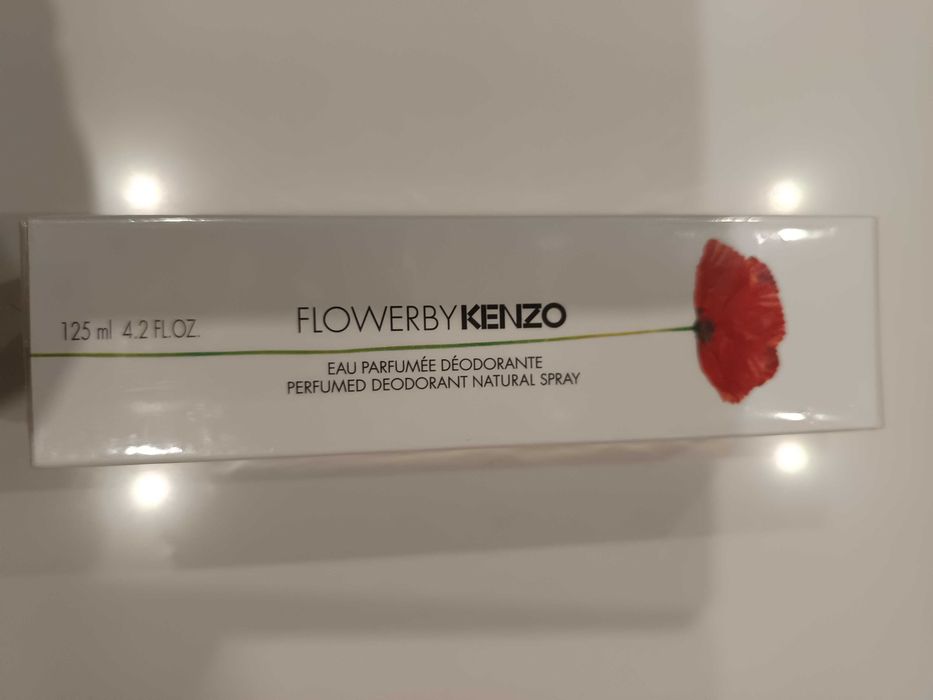 125 ml 4.2 FL.OZ.
FLOWERBYKENZO
EAU PARFUMÉE DÉODORANTE
PERFUMED DEODORANT NATURAL SPRAY